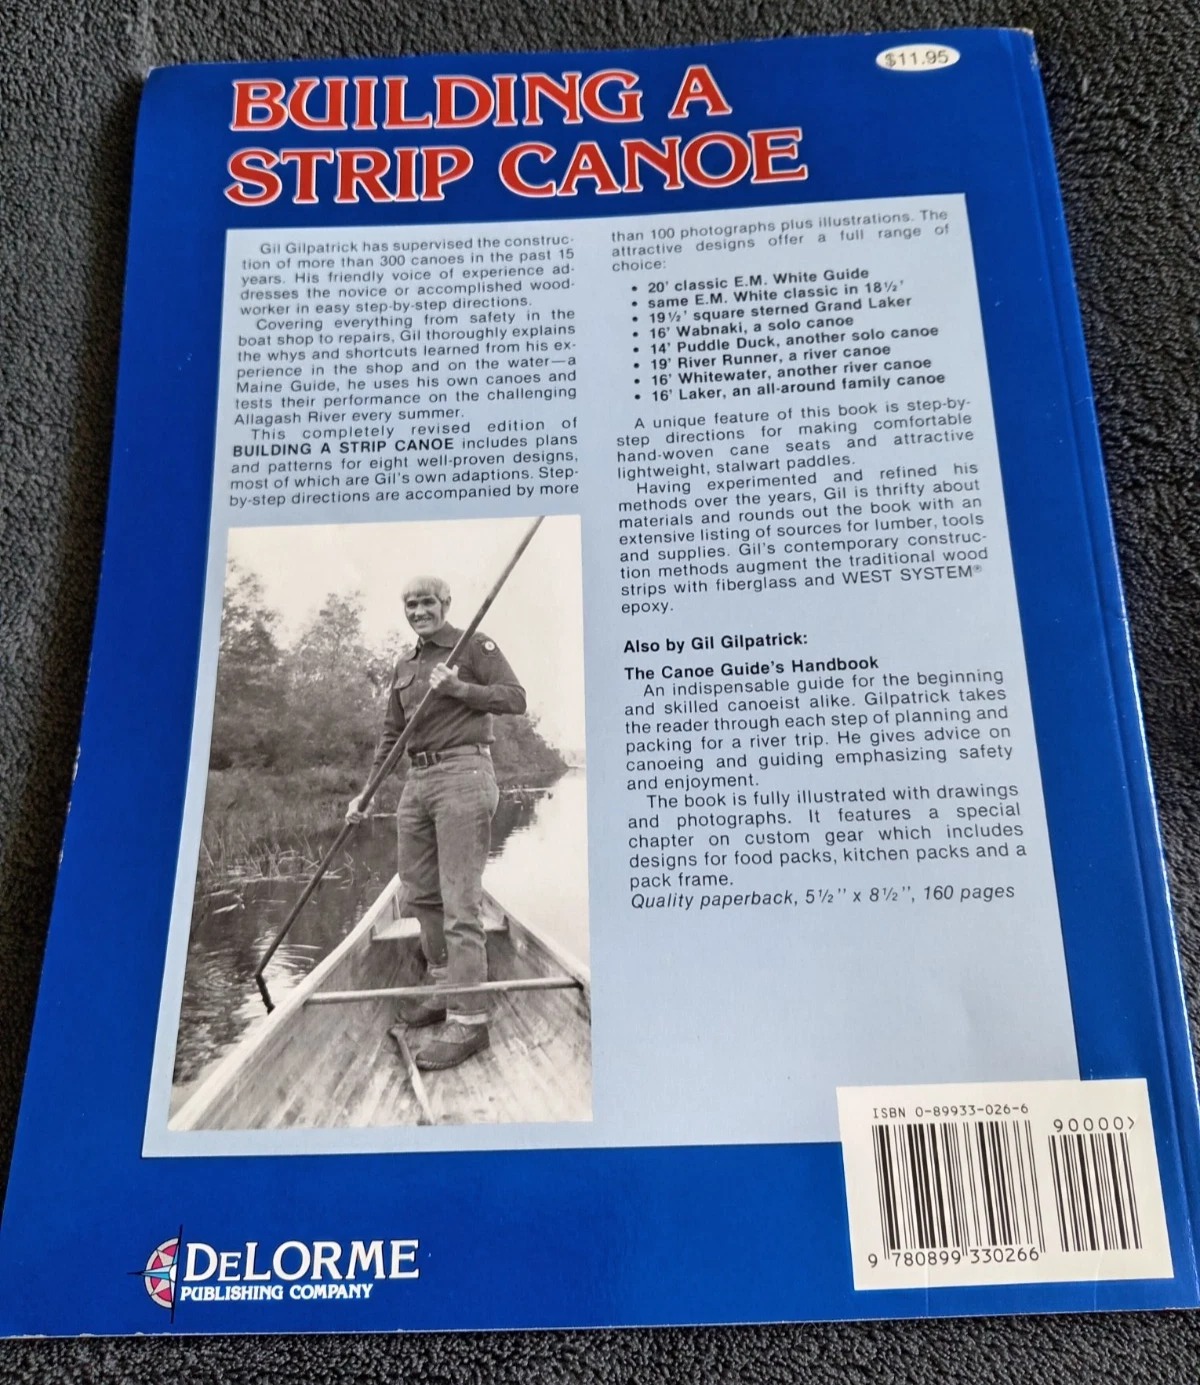 $11.95
BUILDING A
STRIP CANOE
Gil Gilpatrick has supervised the construc-
tion of more than 300 canoes in the past 15
years. His friendly voice of experience ad-
dresses the novice or accomplished wood-
worker in easy step-by-step directions.
Covering everything from safety in the
boat shop to repairs, Gil thoroughly explains
the whys and shortcuts learned from his ex-
perience in the shop and on the water—a
Maine Guide, he uses his own canoes and
tests their performance on the challenging
Allagash River every summer.
This completely revised edition of
BUILDING A STRIP CANOE includes plans
and patterns for eight well-proven designs,
most of which are Gil's own adaptions. Step-
by-step directions are accompanied by more
than 100 photographs plus illustrations. The
attractive designs offer a full range of
choice:
• 20' classic E.M. White Guide
• same E.M. White classic in 18½'
• 19½' square sterned Grand Laker
• 16' Wabnaki, a solo canoe
• 14' Puddle Duck, another solo canoe
• 19' River Runner, a river canoe
• 16' Whitewater, another river canoe
• 16' Laker, an all-around family canoe
A unique feature of this book is step-by-
step directions for making comfortable
hand-woven cane seats and attractive
lightweight, stalwart paddles.
Having experimented and refined his
methods over the years, Gil is thrifty about
materials and rounds out the book with an
extensive listing of sources for lumber, tools
and supplies. Gil's contemporary construc-
tion methods augment the traditional wood
strips with fiberglass and WEST SYSTEM®
epoxy.
Also by Gil Gilpatrick:
The Canoe Guide's Handbook
An indispensable guide for the beginning
and skilled canoeist alike. Gilpatrick takes
the reader through each step of planning and
packing for a river trip. He gives advice on
canoeing and guiding emphasizing safety
and enjoyment.
The book is fully illustrated with drawings
and photographs. It features a special
chapter on custom gear which includes
designs for food packs, kitchen packs and a
pack frame.
Quality paperback, 5½" x 8½", 160 pages
ISBN 0-89933-026-6
90000>
9 780899 330266
DELORME
PUBLISHING COMPANY